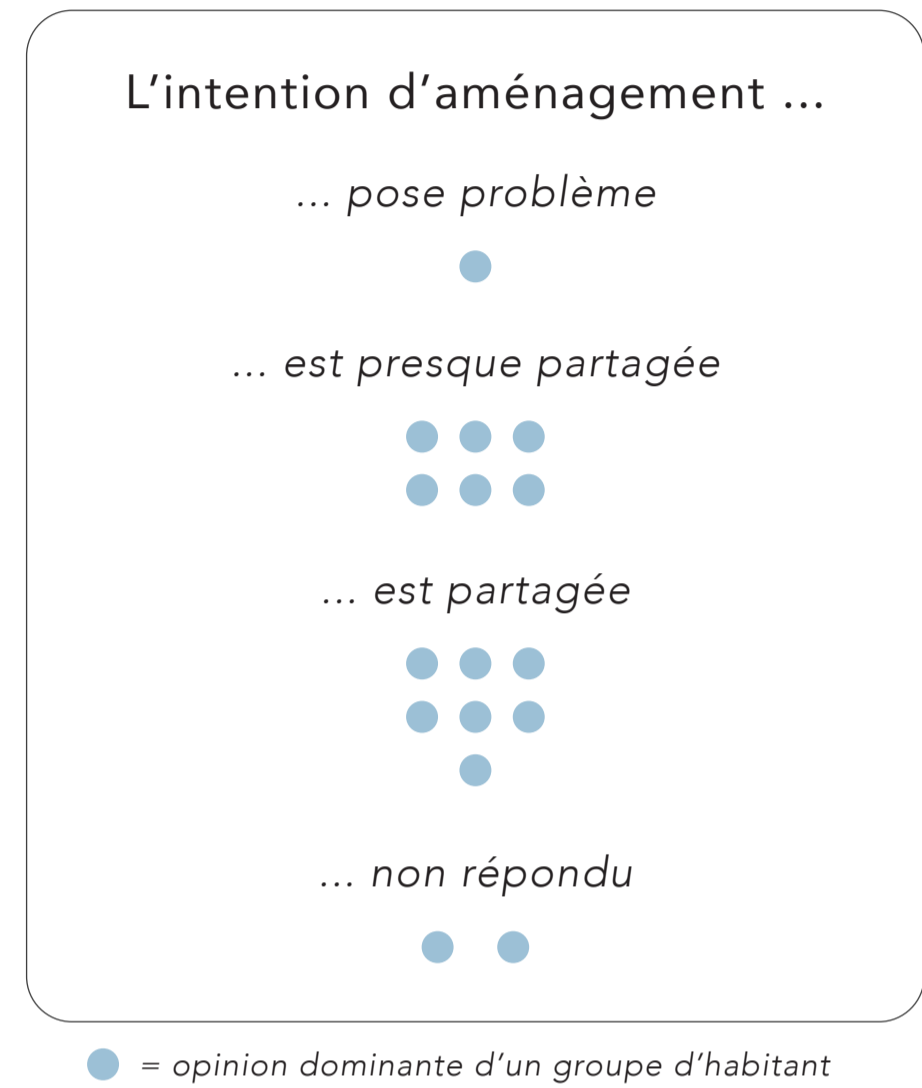 L’intention d’aménagement ...
... pose problème
... est presque partagée
... est partagée
... non répondu
= opinion dominante d’un groupe d’habitant